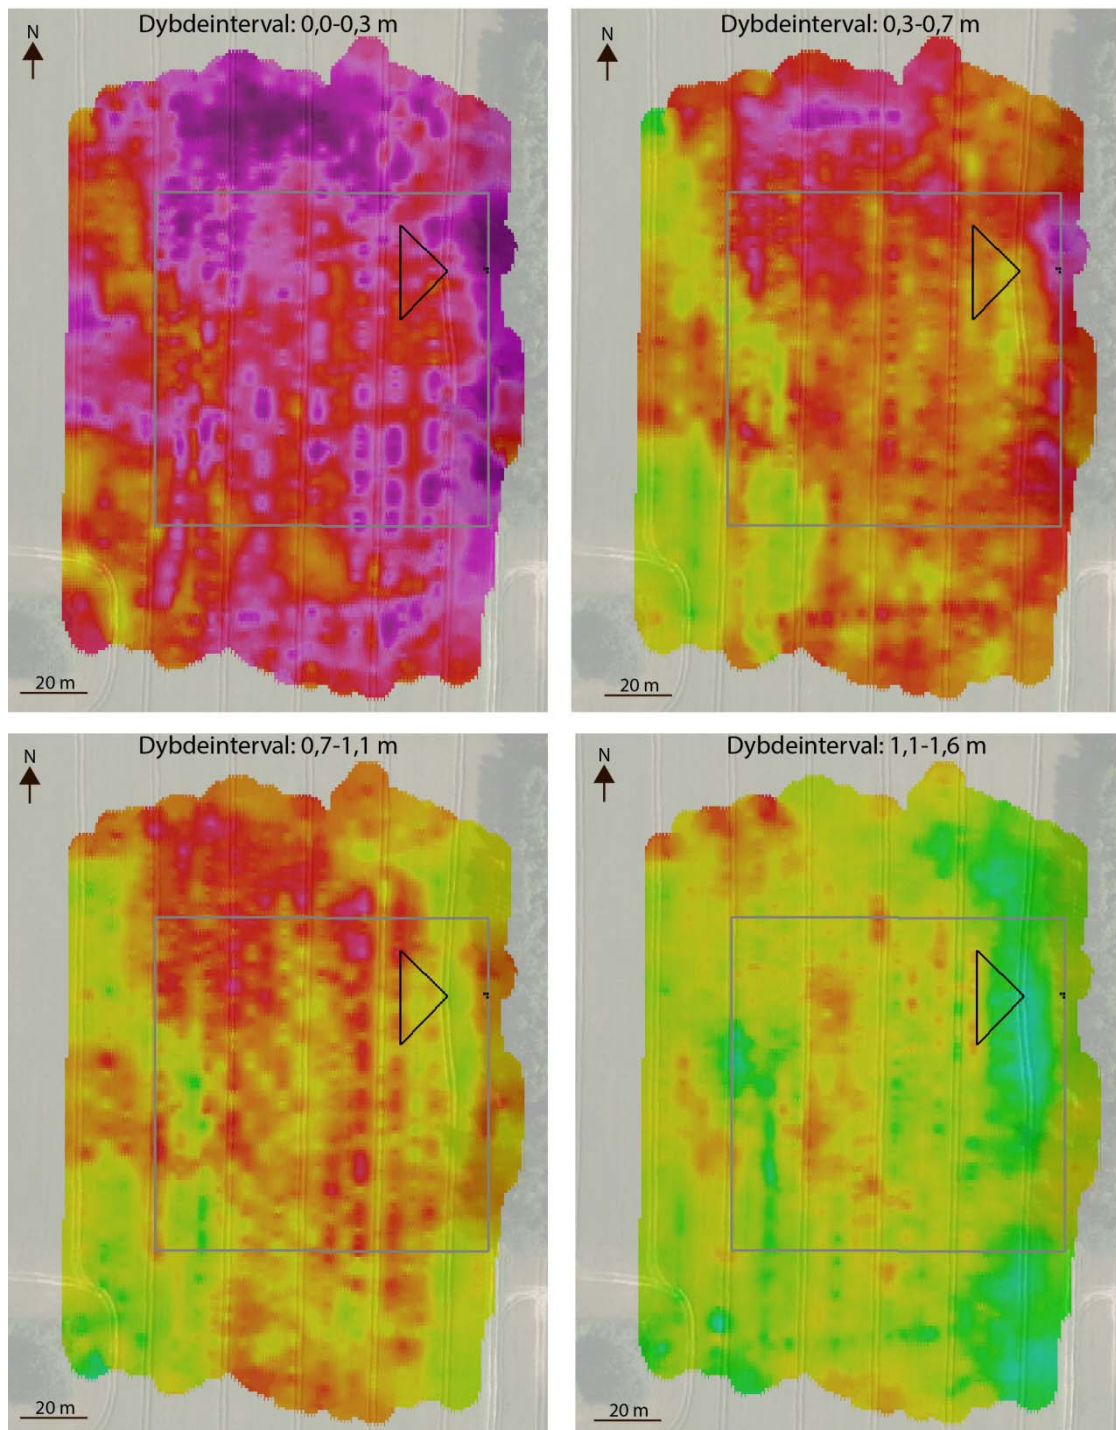 Dybdeinterval: 0,0-0,3 m
N
20 m
Dybdeinterval: 0,3-0,7 m
N
20 m
Dybdeinterval: 0,7-1,1 m
N
20 m
Dybdeinterval: 1,1-1,6 m
N
20 m